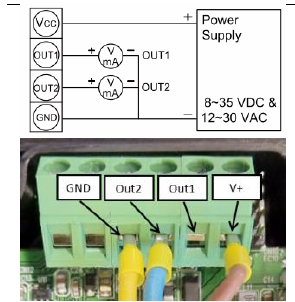 VCC + Power Supply
OUT1 + V mA − OUT1
OUT2 + V mA − OUT2
GND − 8~35 VDC & 12~30 VAC
GND Out2 Out1 V+